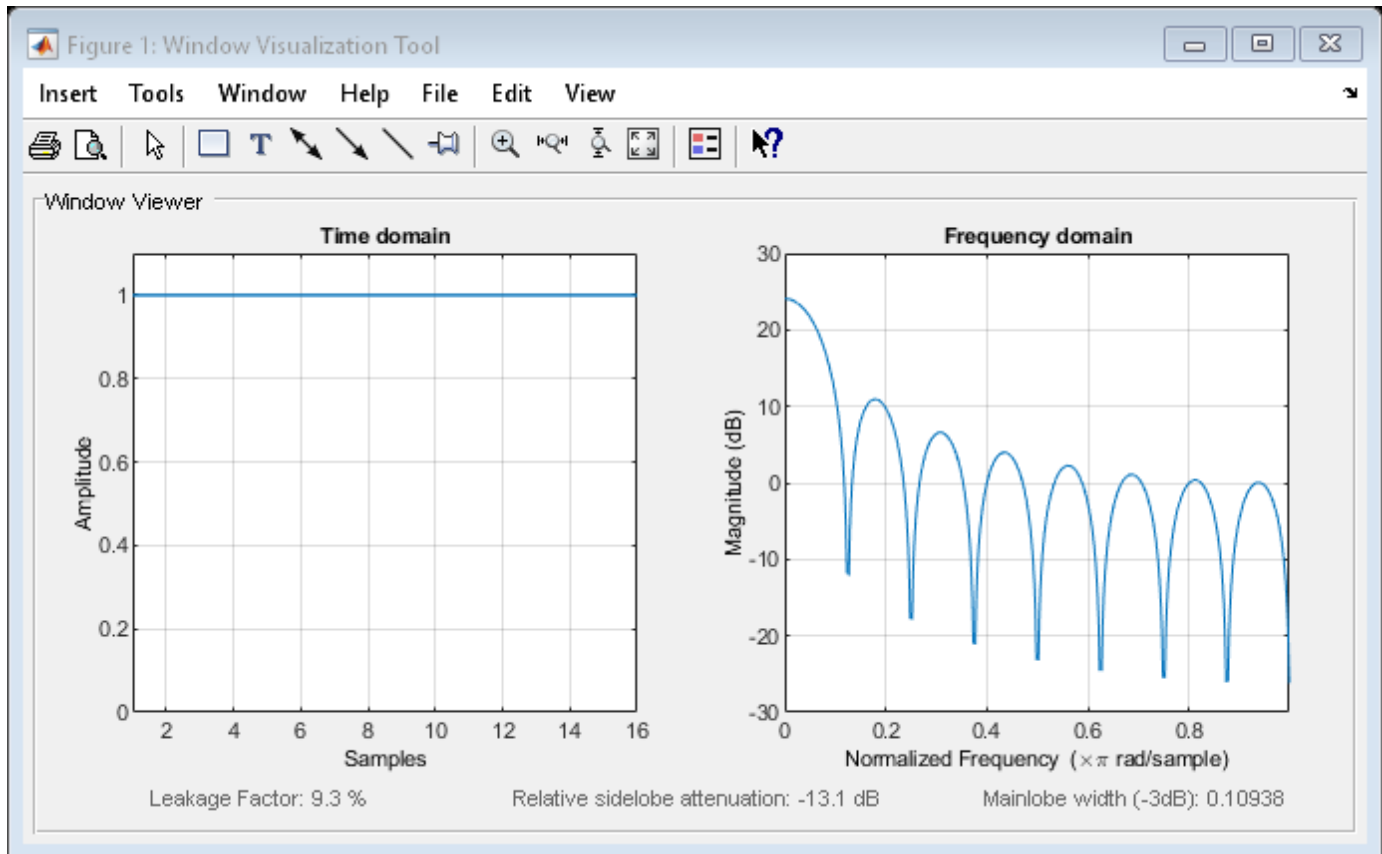 Figure 1: Window Visualization Tool
Insert Tools Window Help File Edit View
T
?
Window Viewer
Time domain
1
0.8
0.6
0.4
0.2
0
Amplitude
2 4 6 8 10 12 14 16
Samples
Frequency domain
30
20
10
0
-10
-20
-30
Magnitude (dB)
0 0.2 0.4 0.6 0.8
Normalized Frequency (×π rad/sample)
Leakage Factor: 9.3 % Relative sidelobe attenuation: -13.1 dB Mainlobe width (-3dB): 0.10938